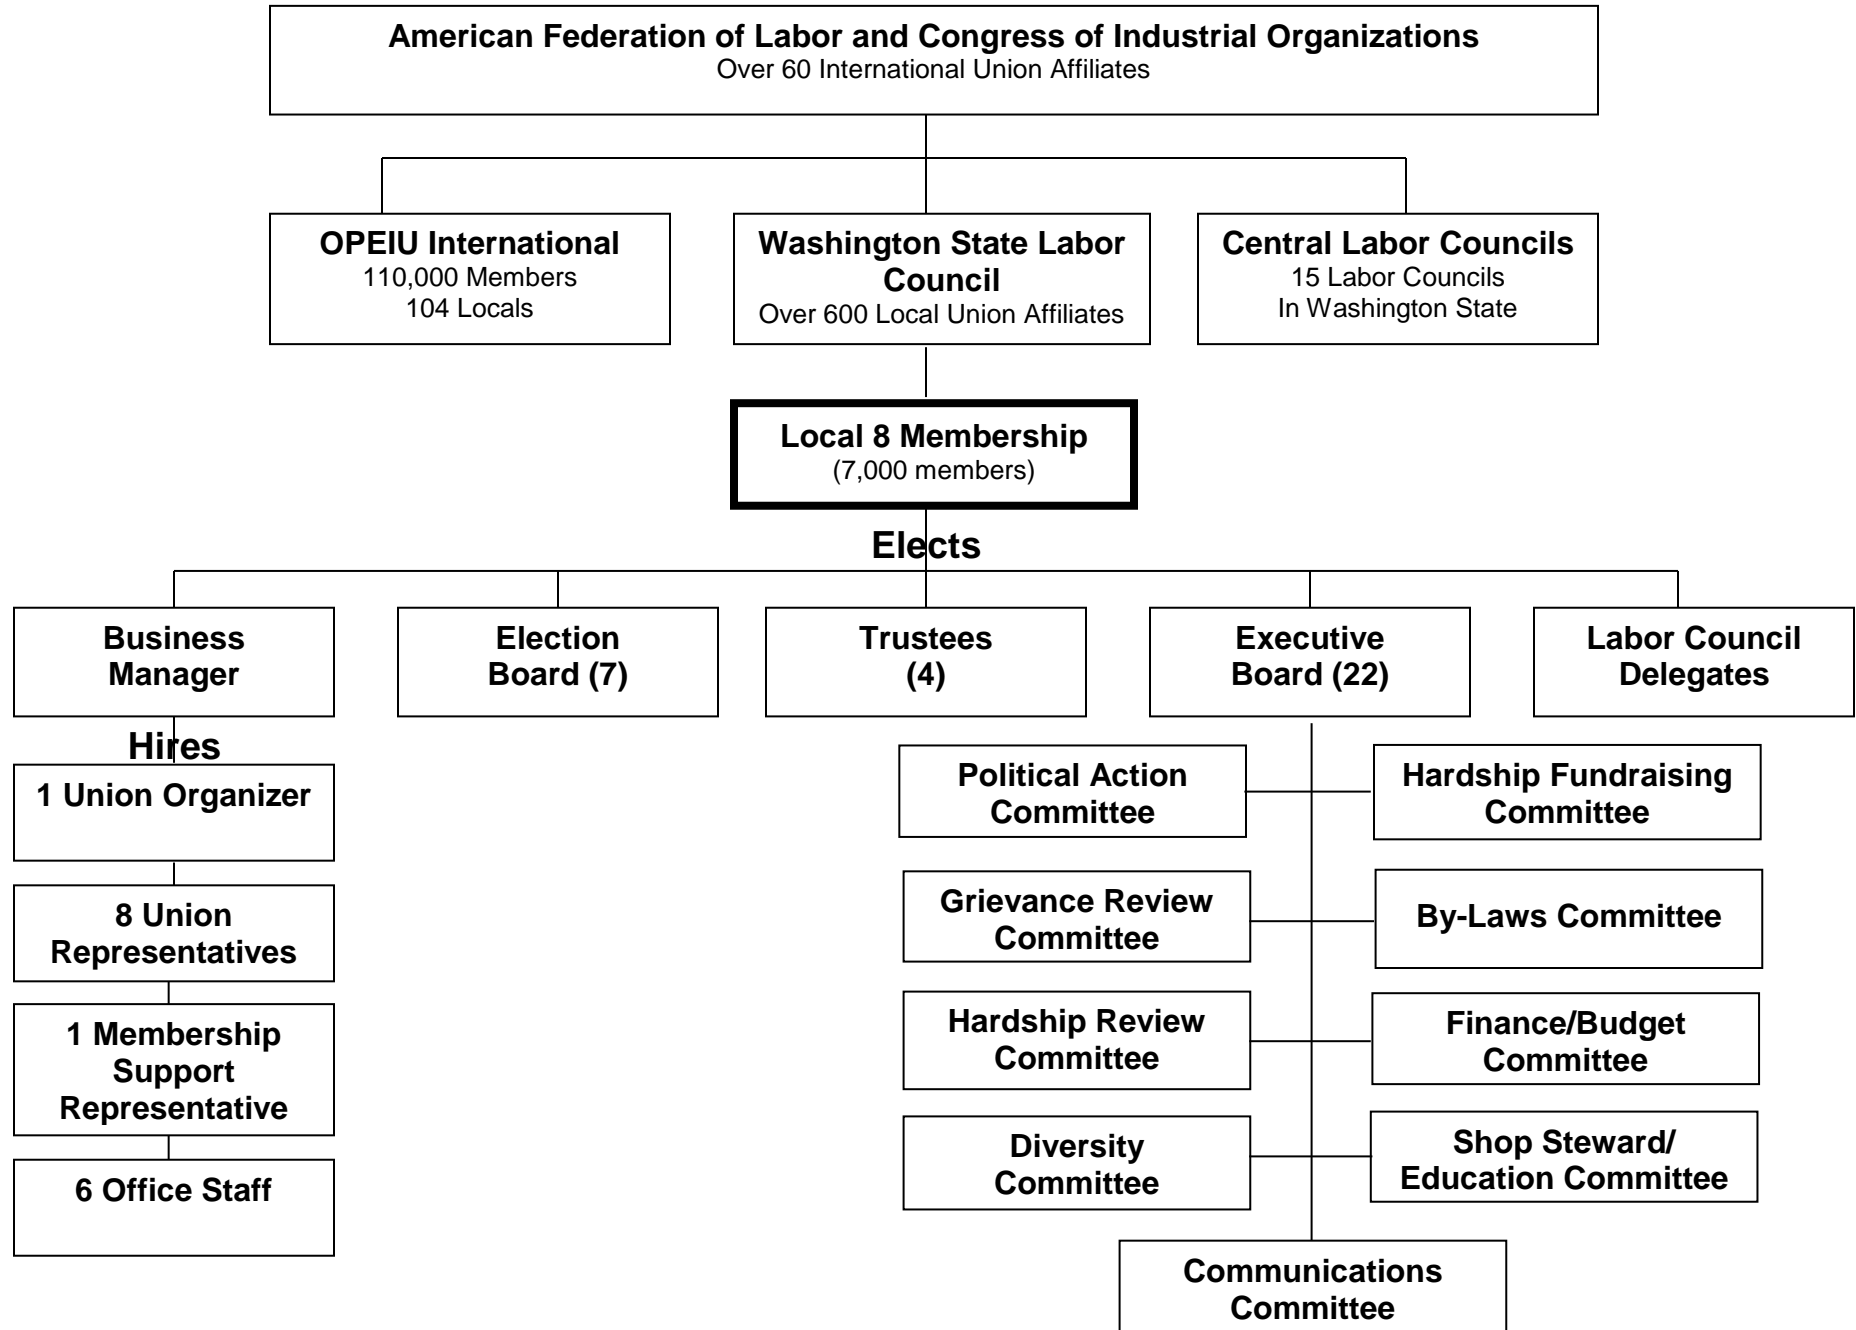 American Federation of Labor and Congress of Industrial Organizations
Over 60 International Union Affiliates
OPEIU International
110,000 Members
104 Locals
Washington State Labor
Council
Over 600 Local Union Affiliates
Central Labor Councils
15 Labor Councils
In Washington State
Local 8 Membership
(7,000 members)
Elects
Business
Manager
Election
Board (7)
Trustees
(4)
Executive
Board (22)
Labor Council
Delegates
Hires
1 Union Organizer
8 Union
Representatives
1 Membership
Support
Representative
6 Office Staff
Political Action
Committee
Hardship Fundraising
Committee
Grievance Review
Committee
By-Laws Committee
Hardship Review
Committee
Finance/Budget
Committee
Diversity
Committee
Shop Steward/
Education Committee
Communications
Committee